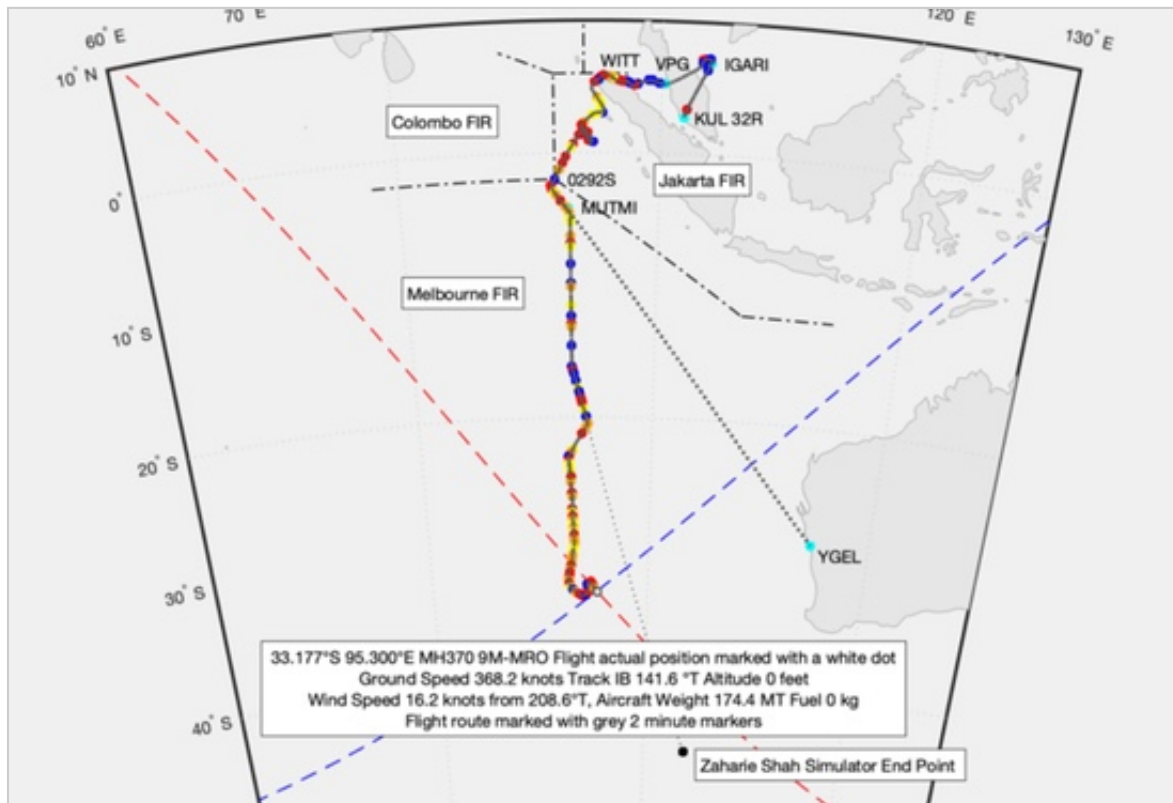 70° E
120° E
60° E
130° E
10° N
WITT
VPG
IGARI
Colombo FIR
KUL 32R
0292S
Jakarta FIR
0°
MUTMI
Melbourne FIR
10° S
20° S
YGEL
30° S
33.177°S 95.300°E MH370 9M-MRO Flight actual position marked with a white dot
Ground Speed 368.2 knots Track IB 141.6 °T Altitude 0 feet
Wind Speed 16.2 knots from 208.6°T, Aircraft Weight 174.4 MT Fuel 0 kg
Flight route marked with grey 2 minute markers
40° S
Zaharie Shah Simulator End Point